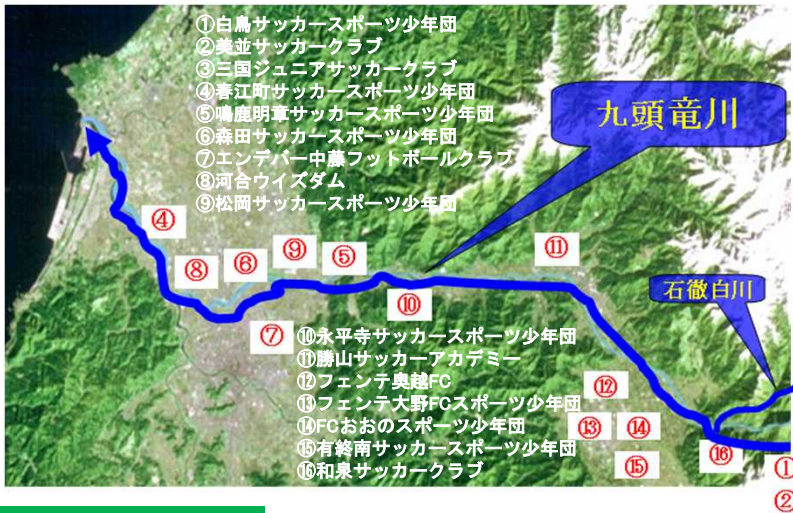 ①白鳥サッカースポーツ少年団
②美並サッカークラブ
③三国ジュニアサッカークラブ
④春江町サッカースポーツ少年団
⑤鳴鹿明章サッカースポーツ少年団
⑥森田サッカースポーツ少年団
⑦エンデバー中藤フットボールクラブ
⑧河合ウイズダム
⑨松岡サッカースポーツ少年団
九頭竜川
④
⑧
⑥
⑨
⑤
⑪
⑩
⑦
石徹白川
⑩永平寺サッカースポーツ少年団
⑪勝山サッカーアカデミー
⑫フェンテ奥越FC
⑬フェンテ大野FCスポーツ少年団
⑭FCおおのスポーツ少年団
⑮有終南サッカースポーツ少年団
⑯和泉サッカークラブ
⑫
⑬
⑭
⑮
⑯
①
②